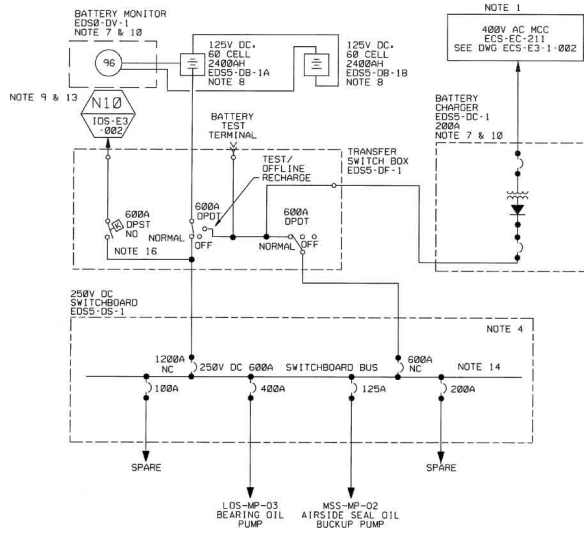 BATTERY MONITOR
EDS0-DV-1
NOTE 7 & 10
96
125V DC,
60 CELL
2400AH
EDS5-DB-1A
NOTE 8
125V DC,
60 CELL
2400AH
EDS5-DB-1B
NOTE 8
NOTE 1
400V AC MCC
ECS-EC-211
SEE DWG ECS-E3-1-002
NOTE 9 & 13
N10
IDS-E3
-002
BATTERY
TEST
TERMINAL
BATTERY
CHARGER
EDS5-DC-1
200A
NOTE 7 & 10
TEST/
OFFLINE
RECHARGE
TRANSFER
SWITCH BOX
EDS5-DF-1
600A
DPST
NO
K
600A
DPDT
NORMAL
OFF
600A
DPDT
NORMAL
OFF
NOTE 16
250V DC
SWITCHBOARD
EDS5-DS-1
NOTE 4
1200A
NC
250V DC 600A
SWITCHBOARD BUS
600A
NC
NOTE 14
100A
400A
125A
200A
SPARE
SPARE
LOS-MP-03
BEARING OIL
PUMP
MSS-MP-02
AIRSIDE SEAL OIL
BUCKUP PUMP